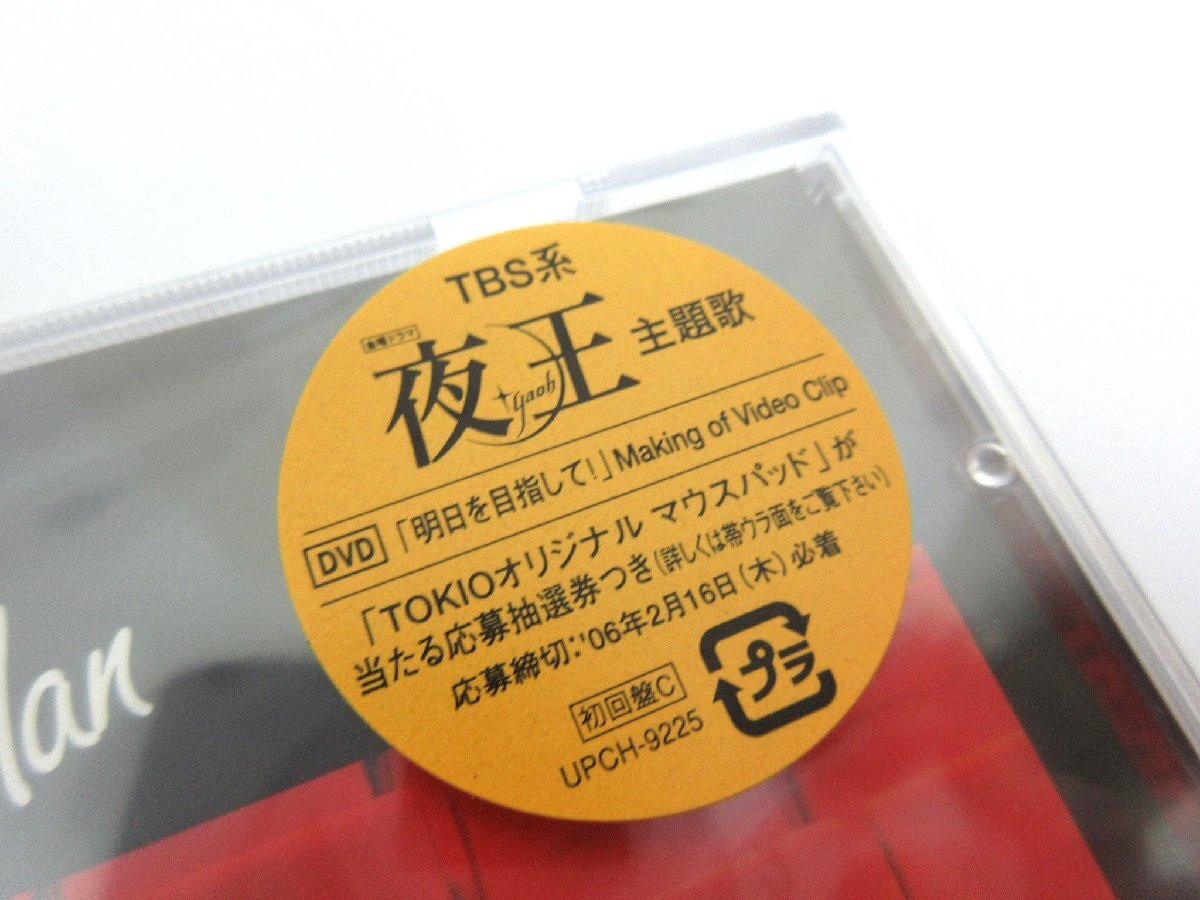 TBS系
金曜ドラマ
夜王 主題歌
yaoh
DVD 「明日を目指して!」Making of Video Clip
「TOKIOオリジナル マウスパッド」が
当たる応募抽選券つき(詳しくは帯ウラ面をご覧下さい)
応募締切:'06年2月16日(木)必着
プラ
初回盤C
UPCH-9225